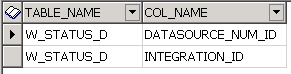 TABLE_NAME COL_NAME
W_STATUS_D DATASOURCE_NUM_ID
W_STATUS_D INTEGRATION_ID